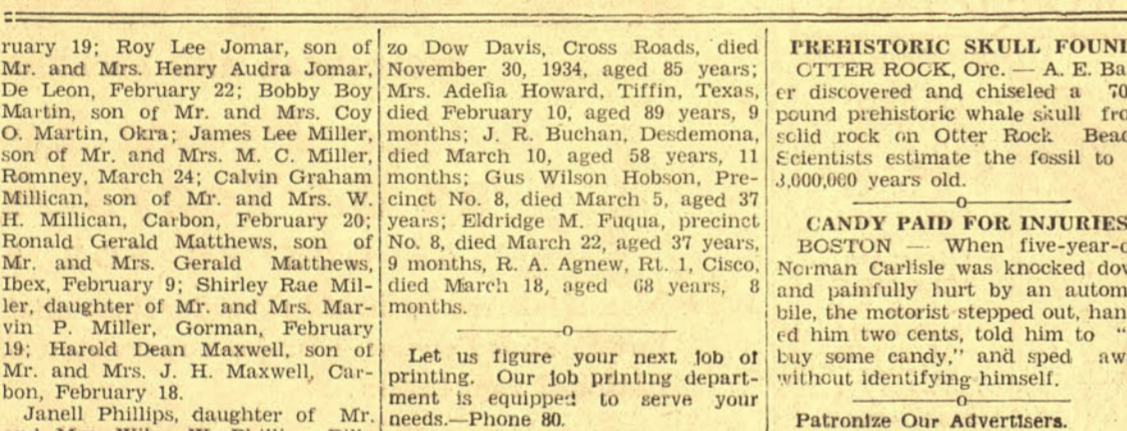 ruary 19; Roy Lee Jomar, son of
Mr. and Mrs. Henry Audra Jomar,
De Leon, February 22; Bobby Boy
Martin, son of Mr. and Mrs. Coy
O. Martin, Okra; James Lee Miller,
son of Mr. and Mrs. M. C. Miller,
Romney, March 24; Calvin Graham
Millican, son of Mr. and Mrs. W.
H. Millican, Carbon, February 20;
Ronald Gerald Matthews, son of
Mr. and Mrs. Gerald Matthews,
Ibex, February 9; Shirley Rae Mil-
ler, daughter of Mr. and Mrs. Mar-
vin P. Miller, Gorman, February
19; Harold Dean Maxwell, son of
Mr. and Mrs. J. H. Maxwell, Car-
bon, February 18.
Janell Phillips, daughter of Mr.
zo Dow Davis, Cross Roads, died
November 30, 1934, aged 85 years;
Mrs. Adelia Howard, Tiffin, Texas,
died February 10, aged 89 years, 9
months; J. R. Buchan, Desdemona,
died March 10, aged 58 years, 11
months; Gus Wilson Hobson, Pre-
cinct No. 8, died March 5, aged 37
years; Eldridge M. Fuqua, precinct
No. 8, died March 22, aged 37 years,
9 months, R. A. Agnew, Rt. 1, Cisco,
died March 18, aged 68 years, 8
months.
Let us figure your next job of
printing. Our job printing depart-
ment is equipped to serve your
needs.—Phone 80.
PREHISTORIC SKULL FOUN
OTTER ROCK, Ore. — A. E. Ba
er discovered and chiseled a 70
pound prehistoric whale skull fro
solid rock on Otter Rock Beac
Scientists estimate the fossil to
3,000,000 years old.
CANDY PAID FOR INJURIES
BOSTON — When five-year-o
Norman Carlisle was knocked dow
and painfully hurt by an autom
bile, the motorist stepped out, han
ed him two cents, told him to "
buy some candy," and sped aw
without identifying himself.
Patronize Our Advertisers.